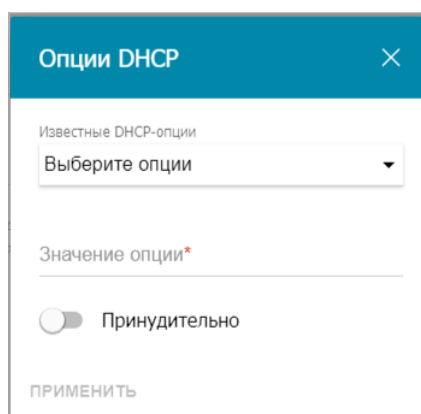 Опции DHCP
Известные DHCP-опции
Выберите опции
Значение опции*
Принудительно
ПРИМЕНИТЬ